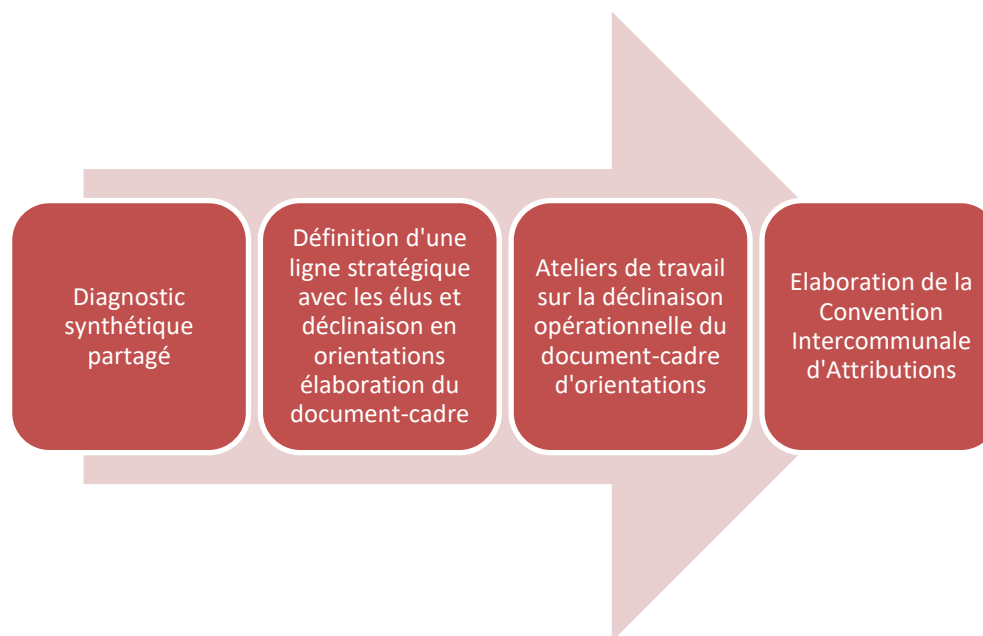 Diagnostic
synthétique
partagé
Définition d'une
ligne stratégique
avec les élus et
déclinaison en
orientations
élaboration du
document-cadre
Ateliers de travail
sur la déclinaison
opérationnelle du
document-cadre
d'orientations
Elaboration de la
Convention
Intercommunale
d'Attributions